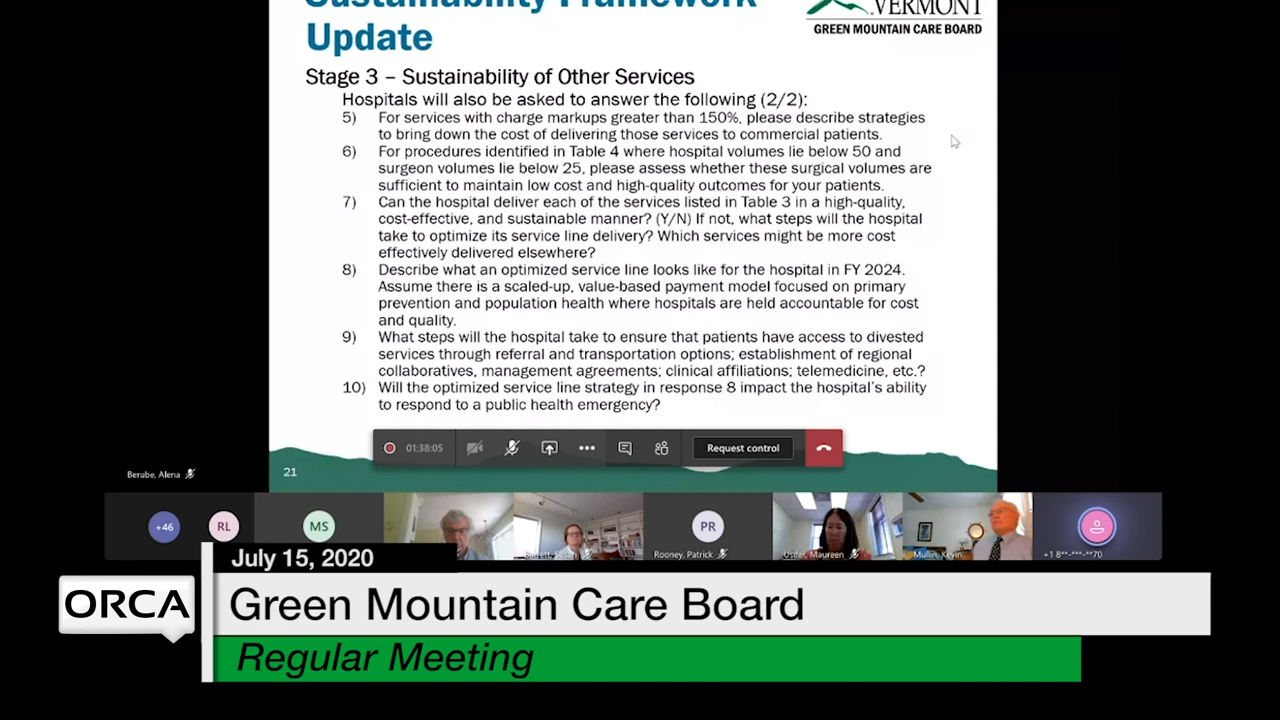 Sustainability Framework
Update
VERMONT
GREEN MOUNTAIN CARE BOARD
Stage 3 – Sustainability of Other Services
Hospitals will also be asked to answer the following (2/2):
5) For services with charge markups greater than 150%, please describe strategies
to bring down the cost of delivering those services to commercial patients.
6) For procedures identified in Table 4 where hospital volumes lie below 50 and
surgeon volumes lie below 25, please assess whether these surgical volumes are
sufficient to maintain low cost and high-quality outcomes for your patients.
7) Can the hospital deliver each of the services listed in Table 3 in a high-quality,
cost-effective, and sustainable manner? (Y/N) If not, what steps will the hospital
take to optimize its service line delivery? Which services might be more cost
effectively delivered elsewhere?
8) Describe what an optimized service line looks like for the hospital in FY 2024.
Assume there is a scaled-up, value-based payment model focused on primary
prevention and population health where hospitals are held accountable for cost
and quality.
9) What steps will the hospital take to ensure that patients have access to divested
services through referral and transportation options; establishment of regional
collaboratives, management agreements; clinical affiliations; telemedicine, etc.?
10) Will the optimized service line strategy in response 8 impact the hospital's ability
to respond to a public health emergency?
01:38:05
Request control
21
Berube, Alena
+46
RL
MS
PR
Rooney, Patrick
Usifer, Maureen
Mullin, Kevin
+1 8**-***-**70
July 15, 2020
ORCA
Green Mountain Care Board
Regular Meeting